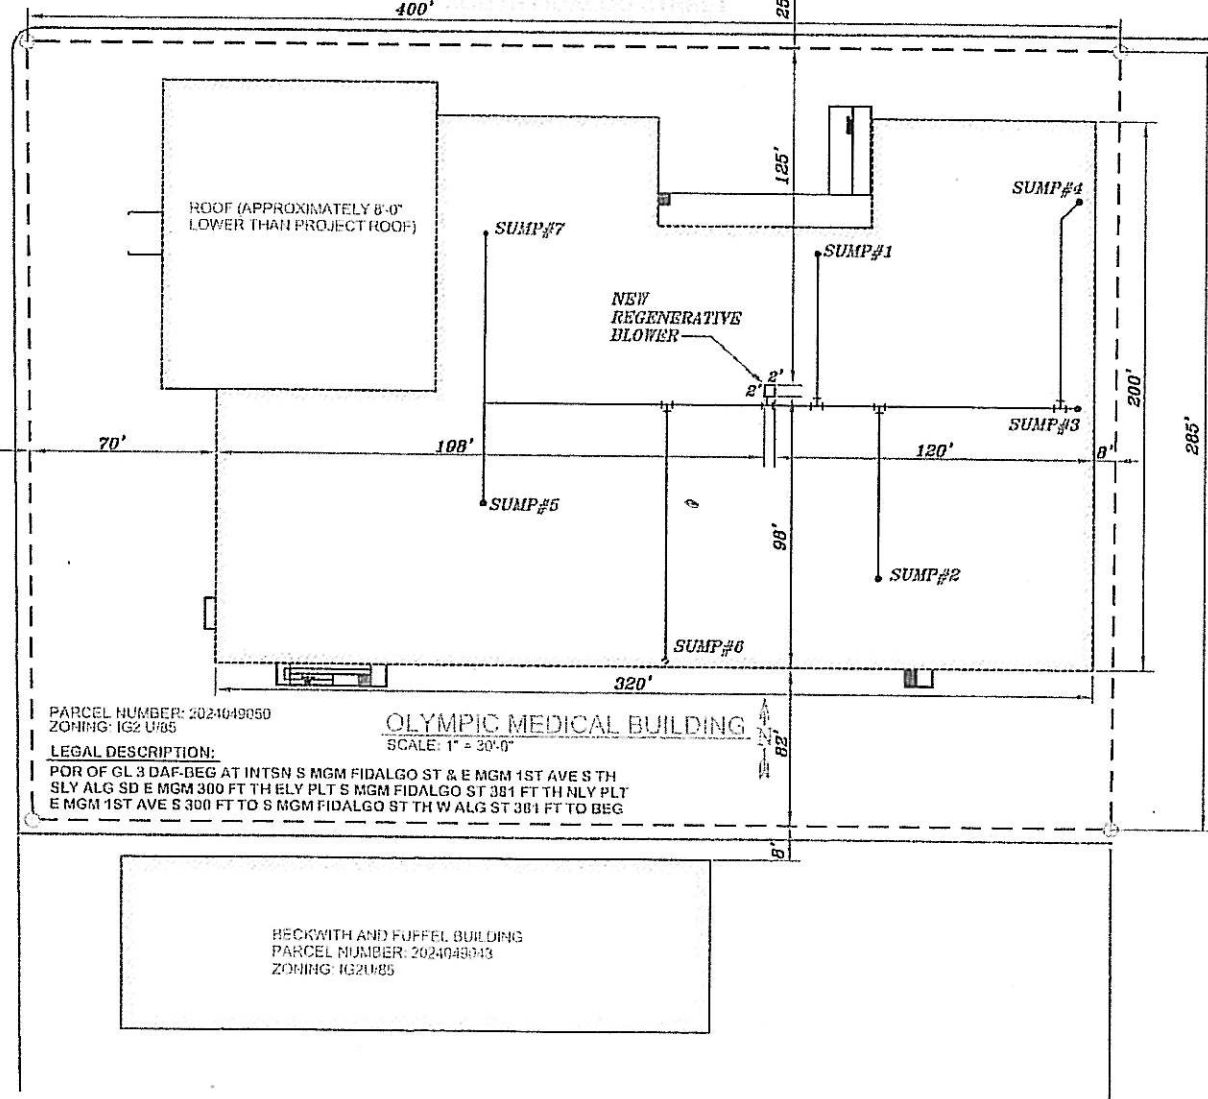 400'
25
125'
ROOF (APPROXIMATELY 8'-0"
LOWER THAN PROJECT ROOF)
SUMP#7
SUMP#1
SUMP#4
NEW
REGENERATIVE
BLOWER
2'
2'
SUMP#3
200'
285'
70'
198'
120'
8'
SUMP#5
98'
SUMP#2
SUMP#6
320'
PARCEL NUMBER: 2024049050
ZONING: IG2 U/85
OLYMPIC MEDICAL BUILDING
SCALE: 1" = 30'-0"
N
82'
LEGAL DESCRIPTION:
POR OF GL 3 DAF-BEG AT INTSN S MGM FIDALGO ST & E MGM 1ST AVE S TH
SLY ALG SD E MGM 300 FT TH ELY PLT S MGM FIDALGO ST 381 FT TH NLY PLT
E MGM 1ST AVE S 300 FT TO S MGM FIDALGO ST TH W ALG ST 381 FT TO BEG
8'
BECKWITH AND FUFFEL BUILDING
PARCEL NUMBER: 2024049043
ZONING: IG2U/85